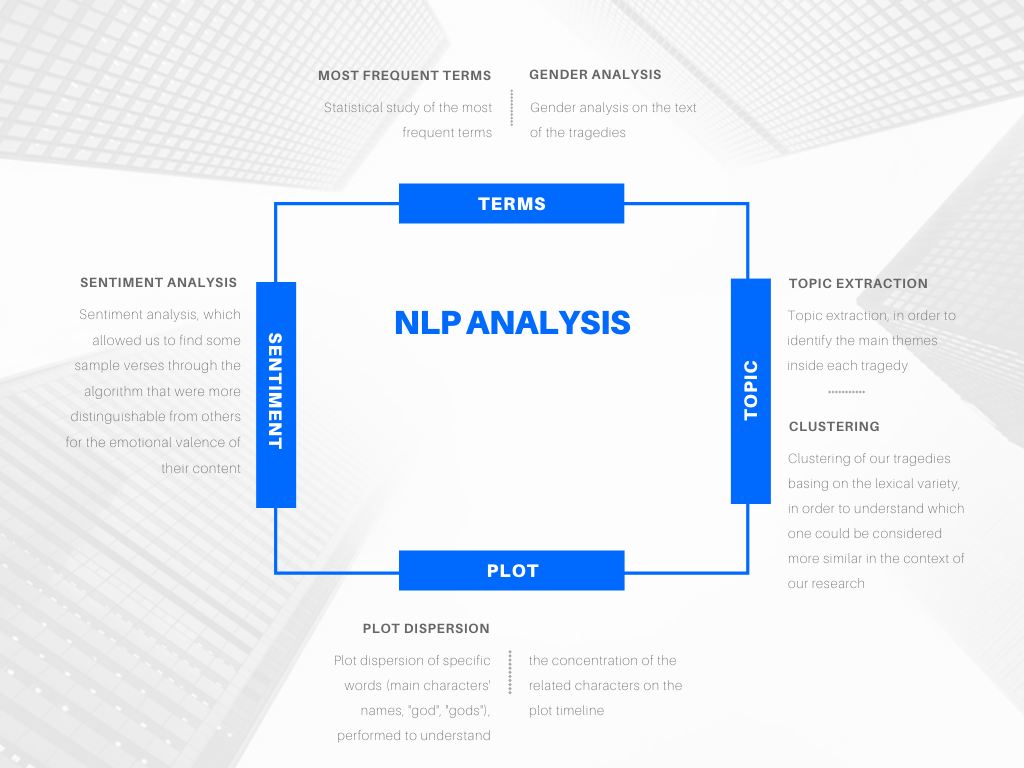 MOST FREQUENT TERMS
Statistical study of the most
frequent terms
GENDER ANALYSIS
Gender analysis on the text
of the tragedies
TERMS
SENTIMENT ANALYSIS
Sentiment analysis, which
allowed us to find some
sample verses through the
algorithm that were more
distinguishable from others
for the emotional valence of
their content
SENTIMENT
NLP ANALYSIS
TOPIC
TOPIC EXTRACTION
Topic extraction, in order to
identify the main themes
inside each tragedy
CLUSTERING
Clustering of our tragedies
basing on the lexical variety,
in order to understand which
one could be considered
more similar in the context of
our research
PLOT
PLOT DISPERSION
Plot dispersion of specific
words (main characters'
names, "god", "gods"),
performed to understand
the concentration of the
related characters on the
plot timeline